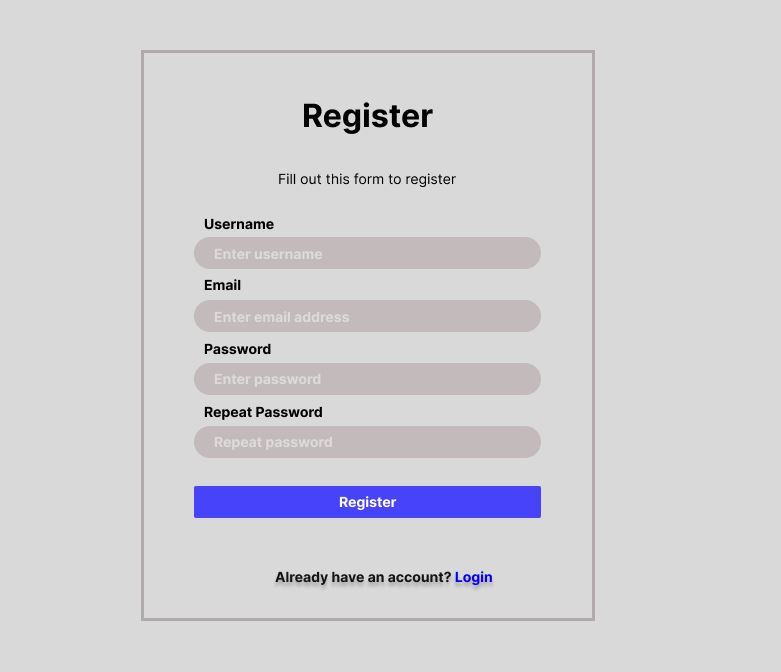 Register
Fill out this form to register
Username
Enter username
Email
Enter email address
Password
Enter password
Repeat Password
Repeat password
Register
Already have an account? Login